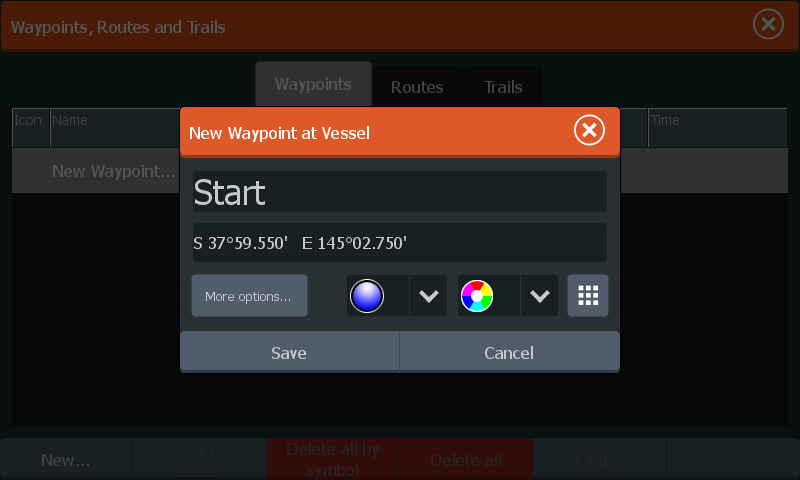 Waypoints, Routes and Trails
Waypoints
Routes
Trails
Icon
Name
Time
New Waypoint...
New Waypoint at Vessel
Start
S 37°59.550' E 145°02.750'
More options...
Save
Cancel
New...
Sort
name
Delete all by
symbol
Delete all
Find...